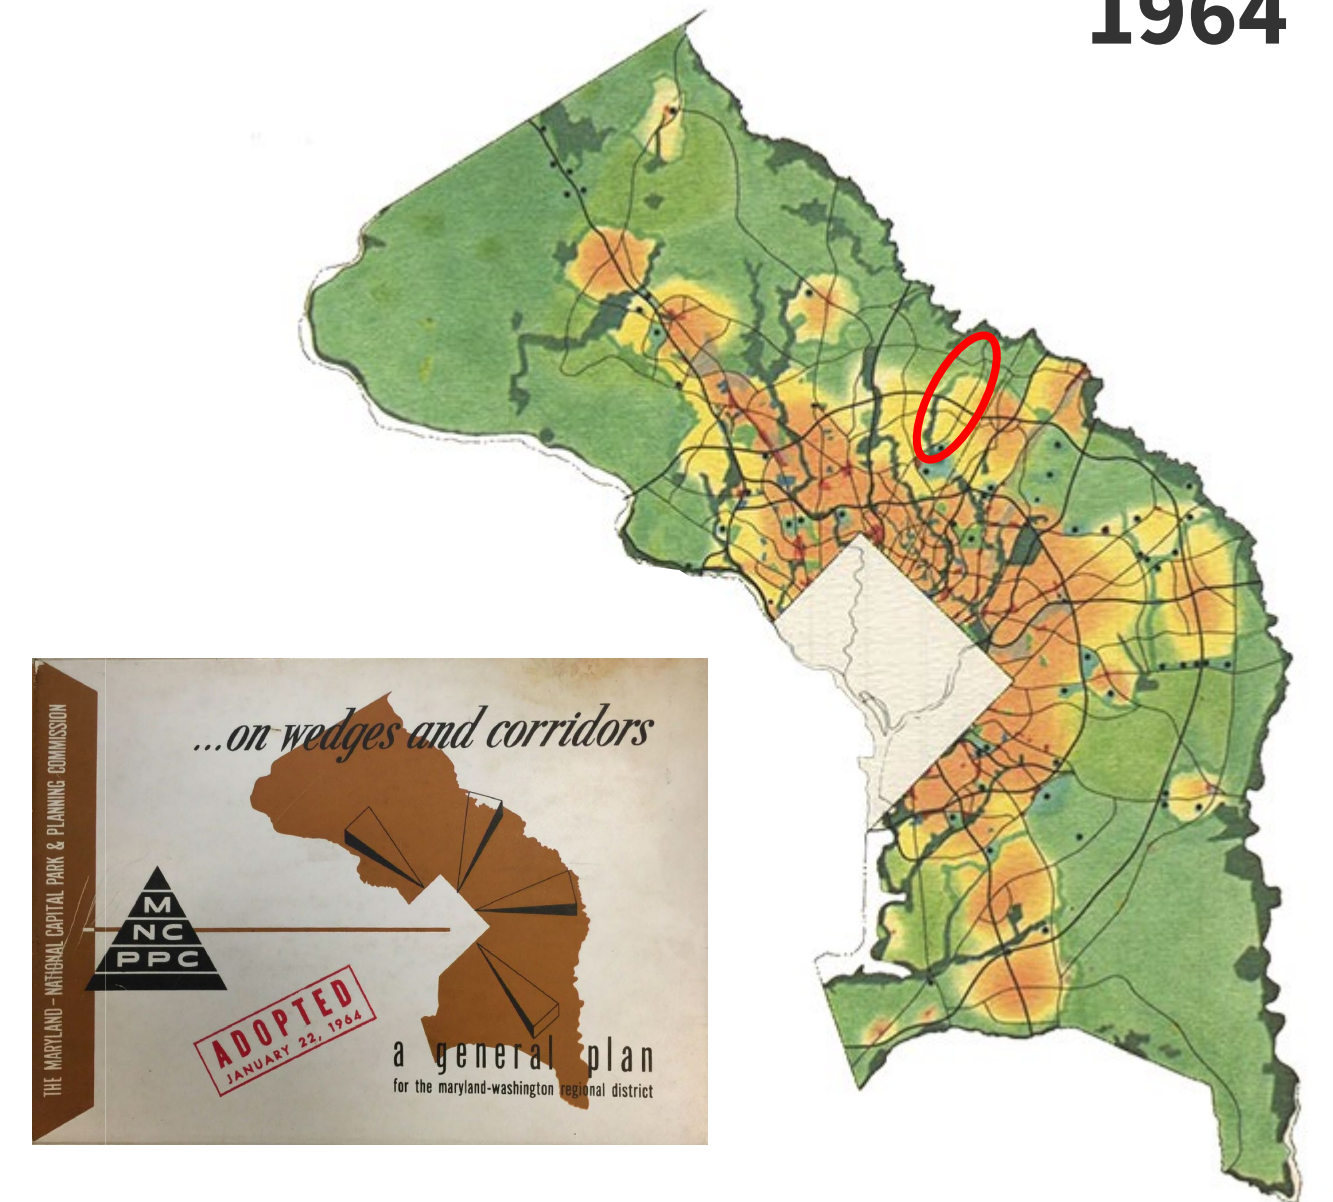 1964
THE MARYLAND-NATIONAL CAPITAL PARK & PLANNING COMMISSION
...on wedges and corridors
M
NC
PPC
ADOPTED
JANUARY 22, 1964
a general plan
for the maryland-washington regional district